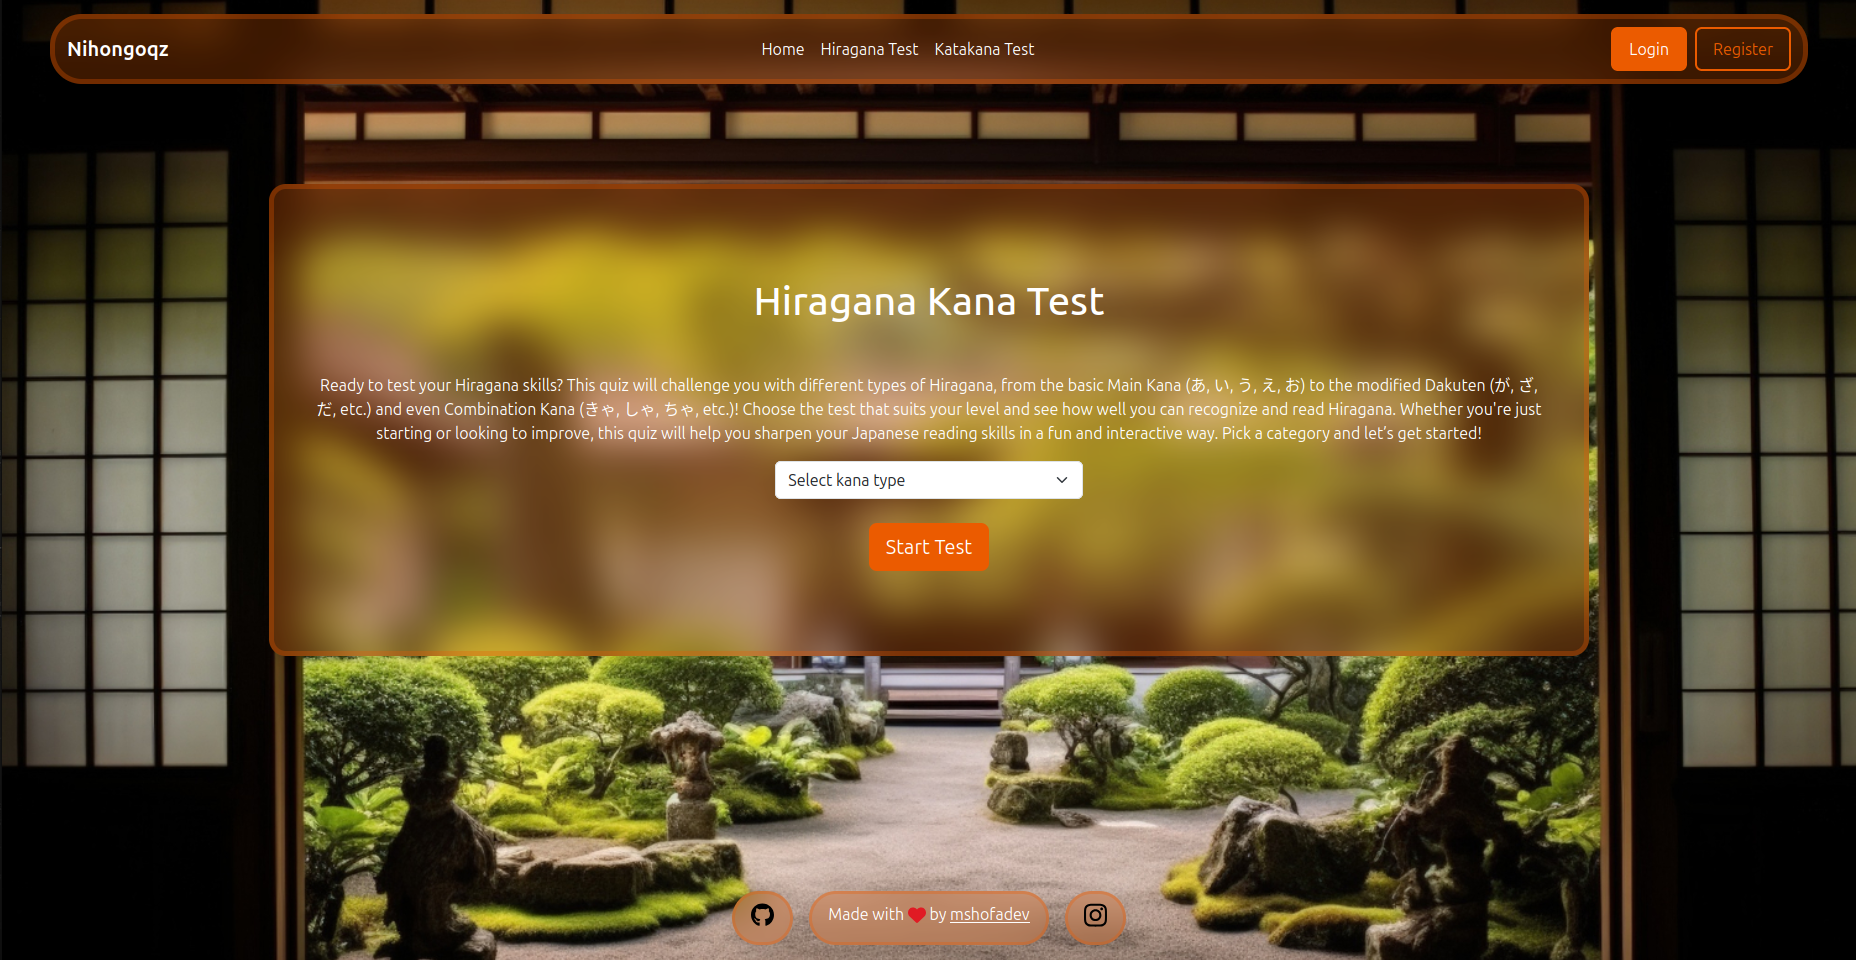 Nihongoqz
Home Hiragana Test Katakana Test
Login Register
Hiragana Kana Test
Ready to test your Hiragana skills? This quiz will challenge you with different types of Hiragana, from the basic Main Kana (あ, い, う, え, お) to the modified Dakuten (が, ざ,
だ, etc.) and even Combination Kana (きゃ, しゃ, ちゃ, etc.)! Choose the test that suits your level and see how well you can recognize and read Hiragana. Whether you're just
starting or looking to improve, this quiz will help you sharpen your Japanese reading skills in a fun and interactive way. Pick a category and let’s get started!
Select kana type
Start Test
Made with ❤ by mshofadev